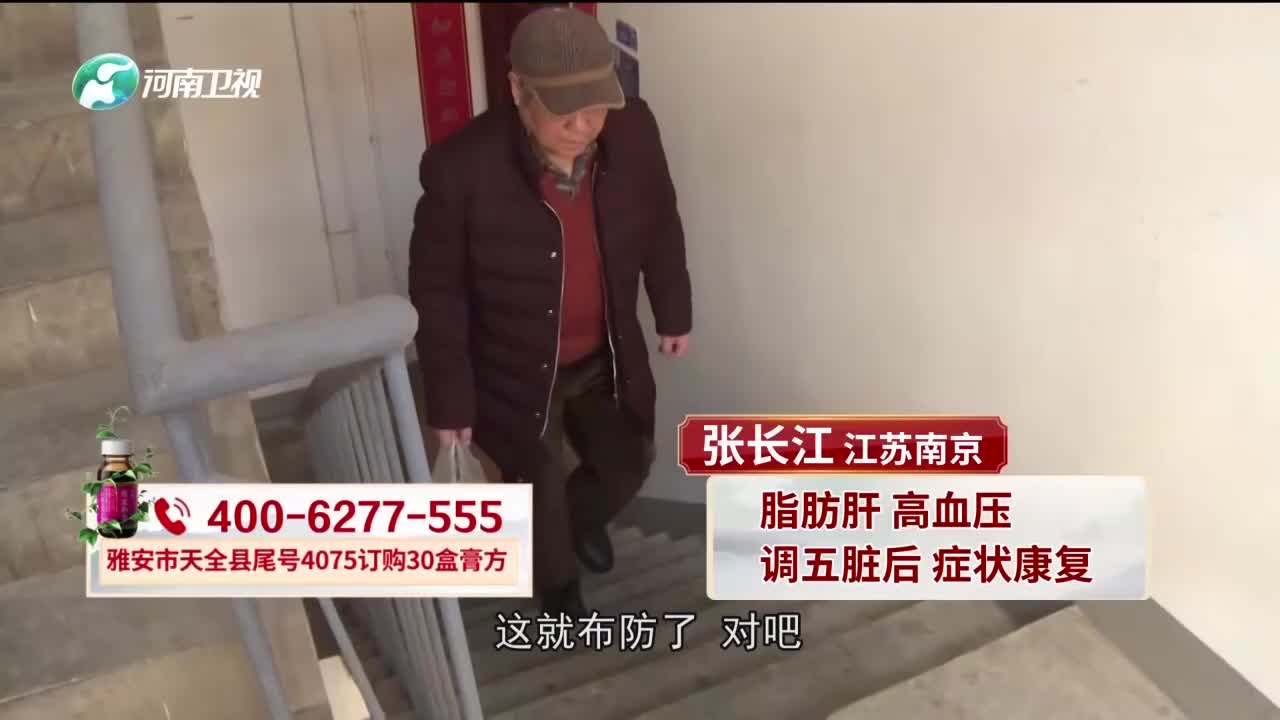 河南卫视
张长江 江苏南京
脂肪肝 高血压
调五脏后 症状康复
400-6277-555
雅安市天全县尾号4075订购30盒膏方
这就布防了 对吧